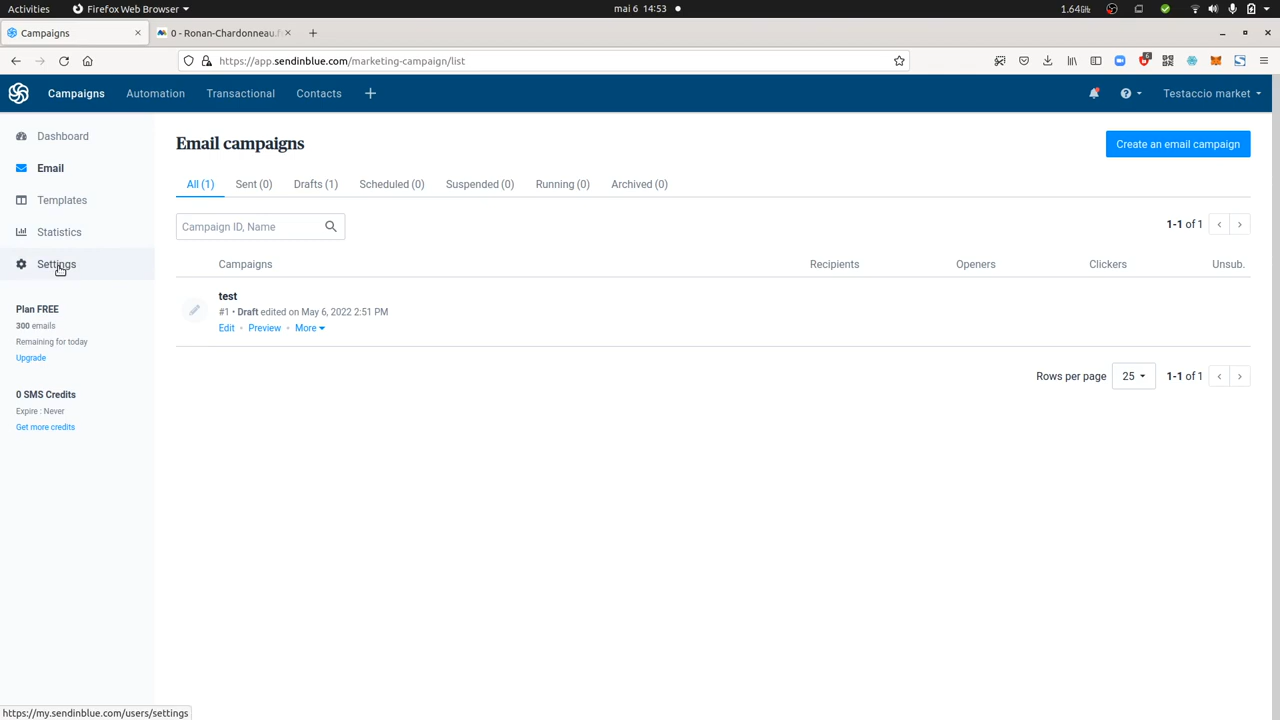 Activities Firefox Web Browser mai 6 14:53 1.64GiB
Campaigns 0 - Ronan-Chardonneau.f
https://app.sendinblue.com/marketing-campaign/list 6
Campaigns Automation Transactional Contacts Testaccio market
Dashboard
Email
Templates
Statistics
Settings
Plan FREE
300 emails
Remaining for today
Upgrade
0 SMS Credits
Expire : Never
Get more credits
Email campaigns
Create an email campaign
All (1) Sent (0) Drafts (1) Scheduled (0) Suspended (0) Running (0) Archived (0)
Campaign ID, Name
1-1 of 1
Campaigns Recipients Openers Clickers Unsub.
test
#1 • Draft edited on May 6, 2022 2:51 PM
Edit • Preview • More
Rows per page 25 1-1 of 1
https://my.sendinblue.com/users/settings